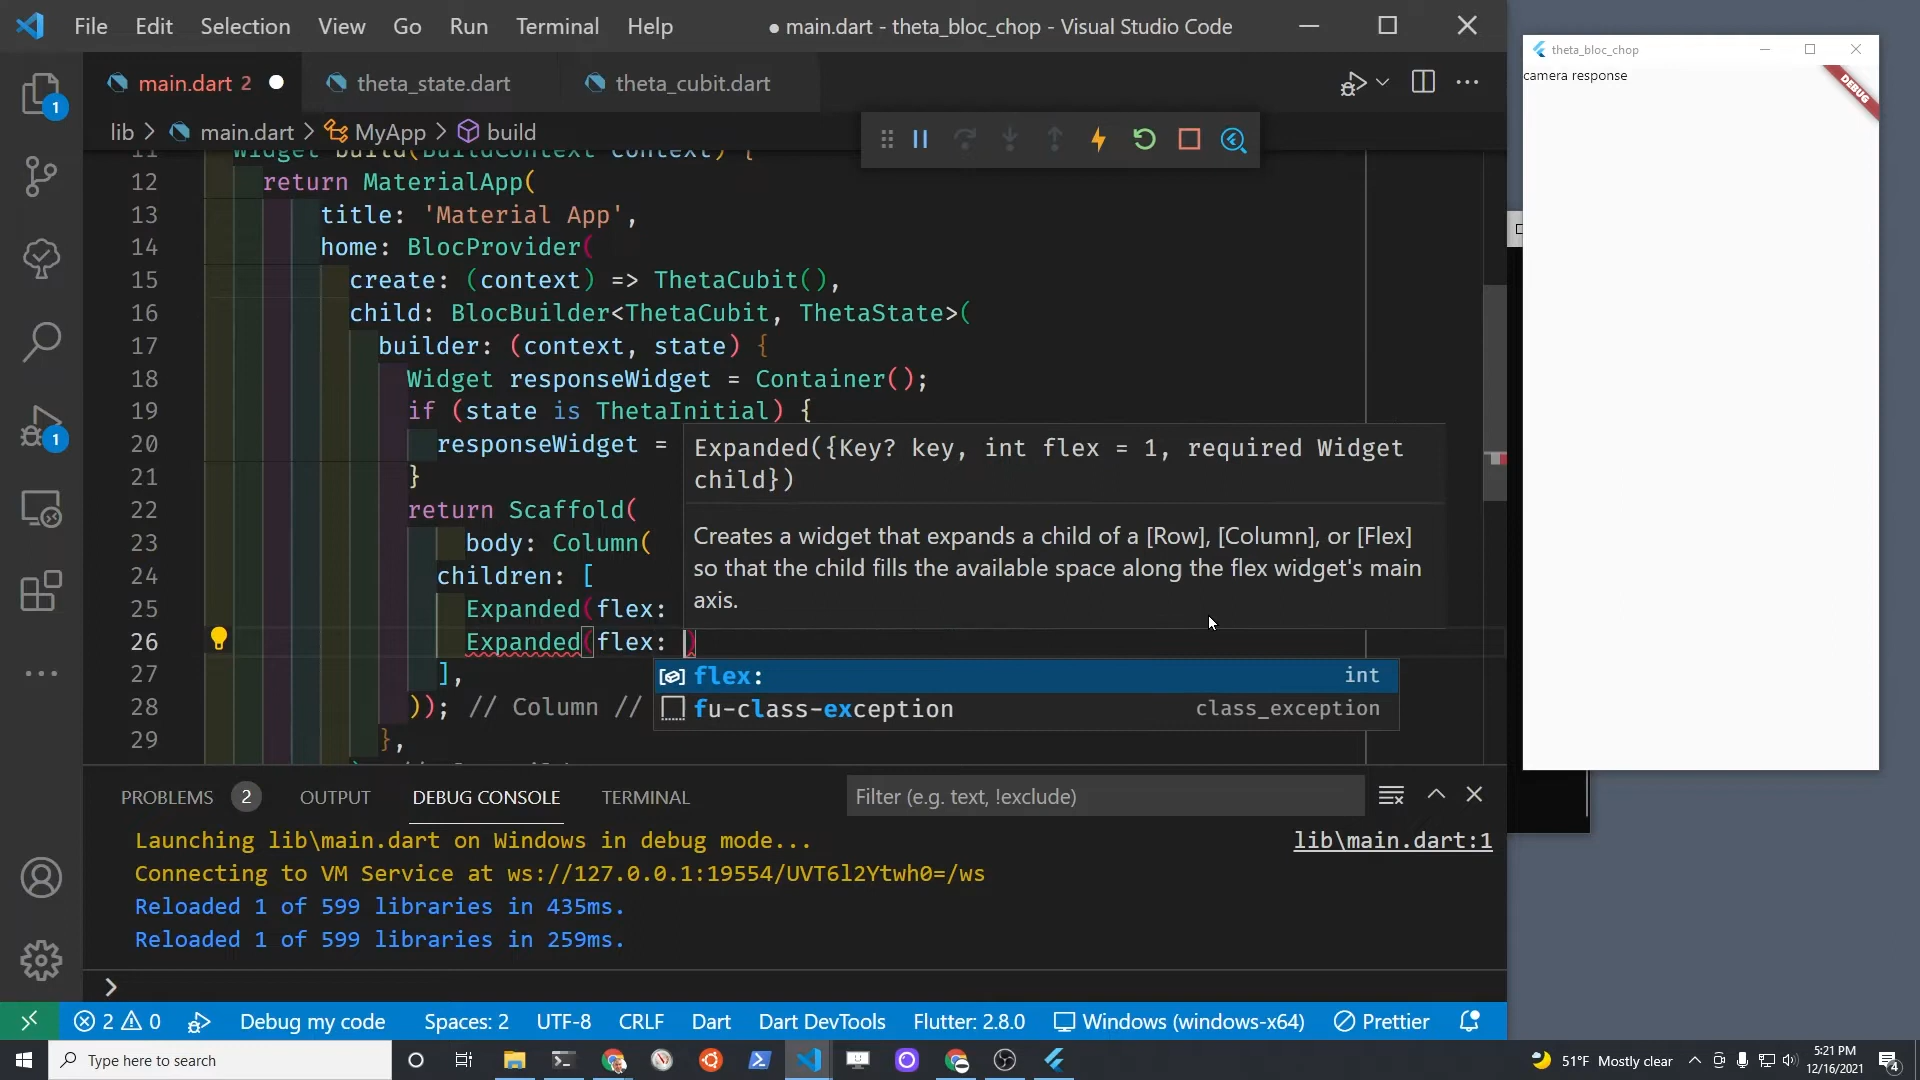 File Edit Selection View Go Run Terminal Help
● main.dart - theta_bloc_chop - Visual Studio Code
main.dart 2
theta_state.dart
theta_cubit.dart
lib > main.dart > MyApp > build
11 Widget build(BuildContext context) {
12 return MaterialApp(
13 title: 'Material App',
14 home: BlocProvider(
15 create: (context) => ThetaCubit(),
16 child: BlocBuilder<ThetaCubit, ThetaState>(
17 builder: (context, state) {
18 Widget responseWidget = Container();
19 if (state is ThetaInitial) {
20 responseWidget =
21 }
22 return Scaffold(
23 body: Column(
24 children: [
25 Expanded(flex:
26 Expanded(flex: )
27 ],
28 )); // Column //
29 },
Expanded({Key? key, int flex = 1, required Widget
child})
Creates a widget that expands a child of a [Row], [Column], or [Flex]
so that the child fills the available space along the flex widget's main
axis.
flex: int
fu-class-exception class_exception
PROBLEMS 2 OUTPUT DEBUG CONSOLE TERMINAL
Filter (e.g. text, !exclude)
Launching lib\main.dart on Windows in debug mode...
lib\main.dart:1
Connecting to VM Service at ws://127.0.0.1:19554/UVT6l2Ytwh0=/ws
Reloaded 1 of 599 libraries in 435ms.
Reloaded 1 of 599 libraries in 259ms.
1
1
2 0 Debug my code Spaces: 2 UTF-8 CRLF Dart Dart DevTools Flutter: 2.8.0 Windows (windows-x64) Prettier
theta_bloc_chop
camera response
DEBUG
Type here to search
51°F Mostly clear
5:21 PM
12/16/2021
4